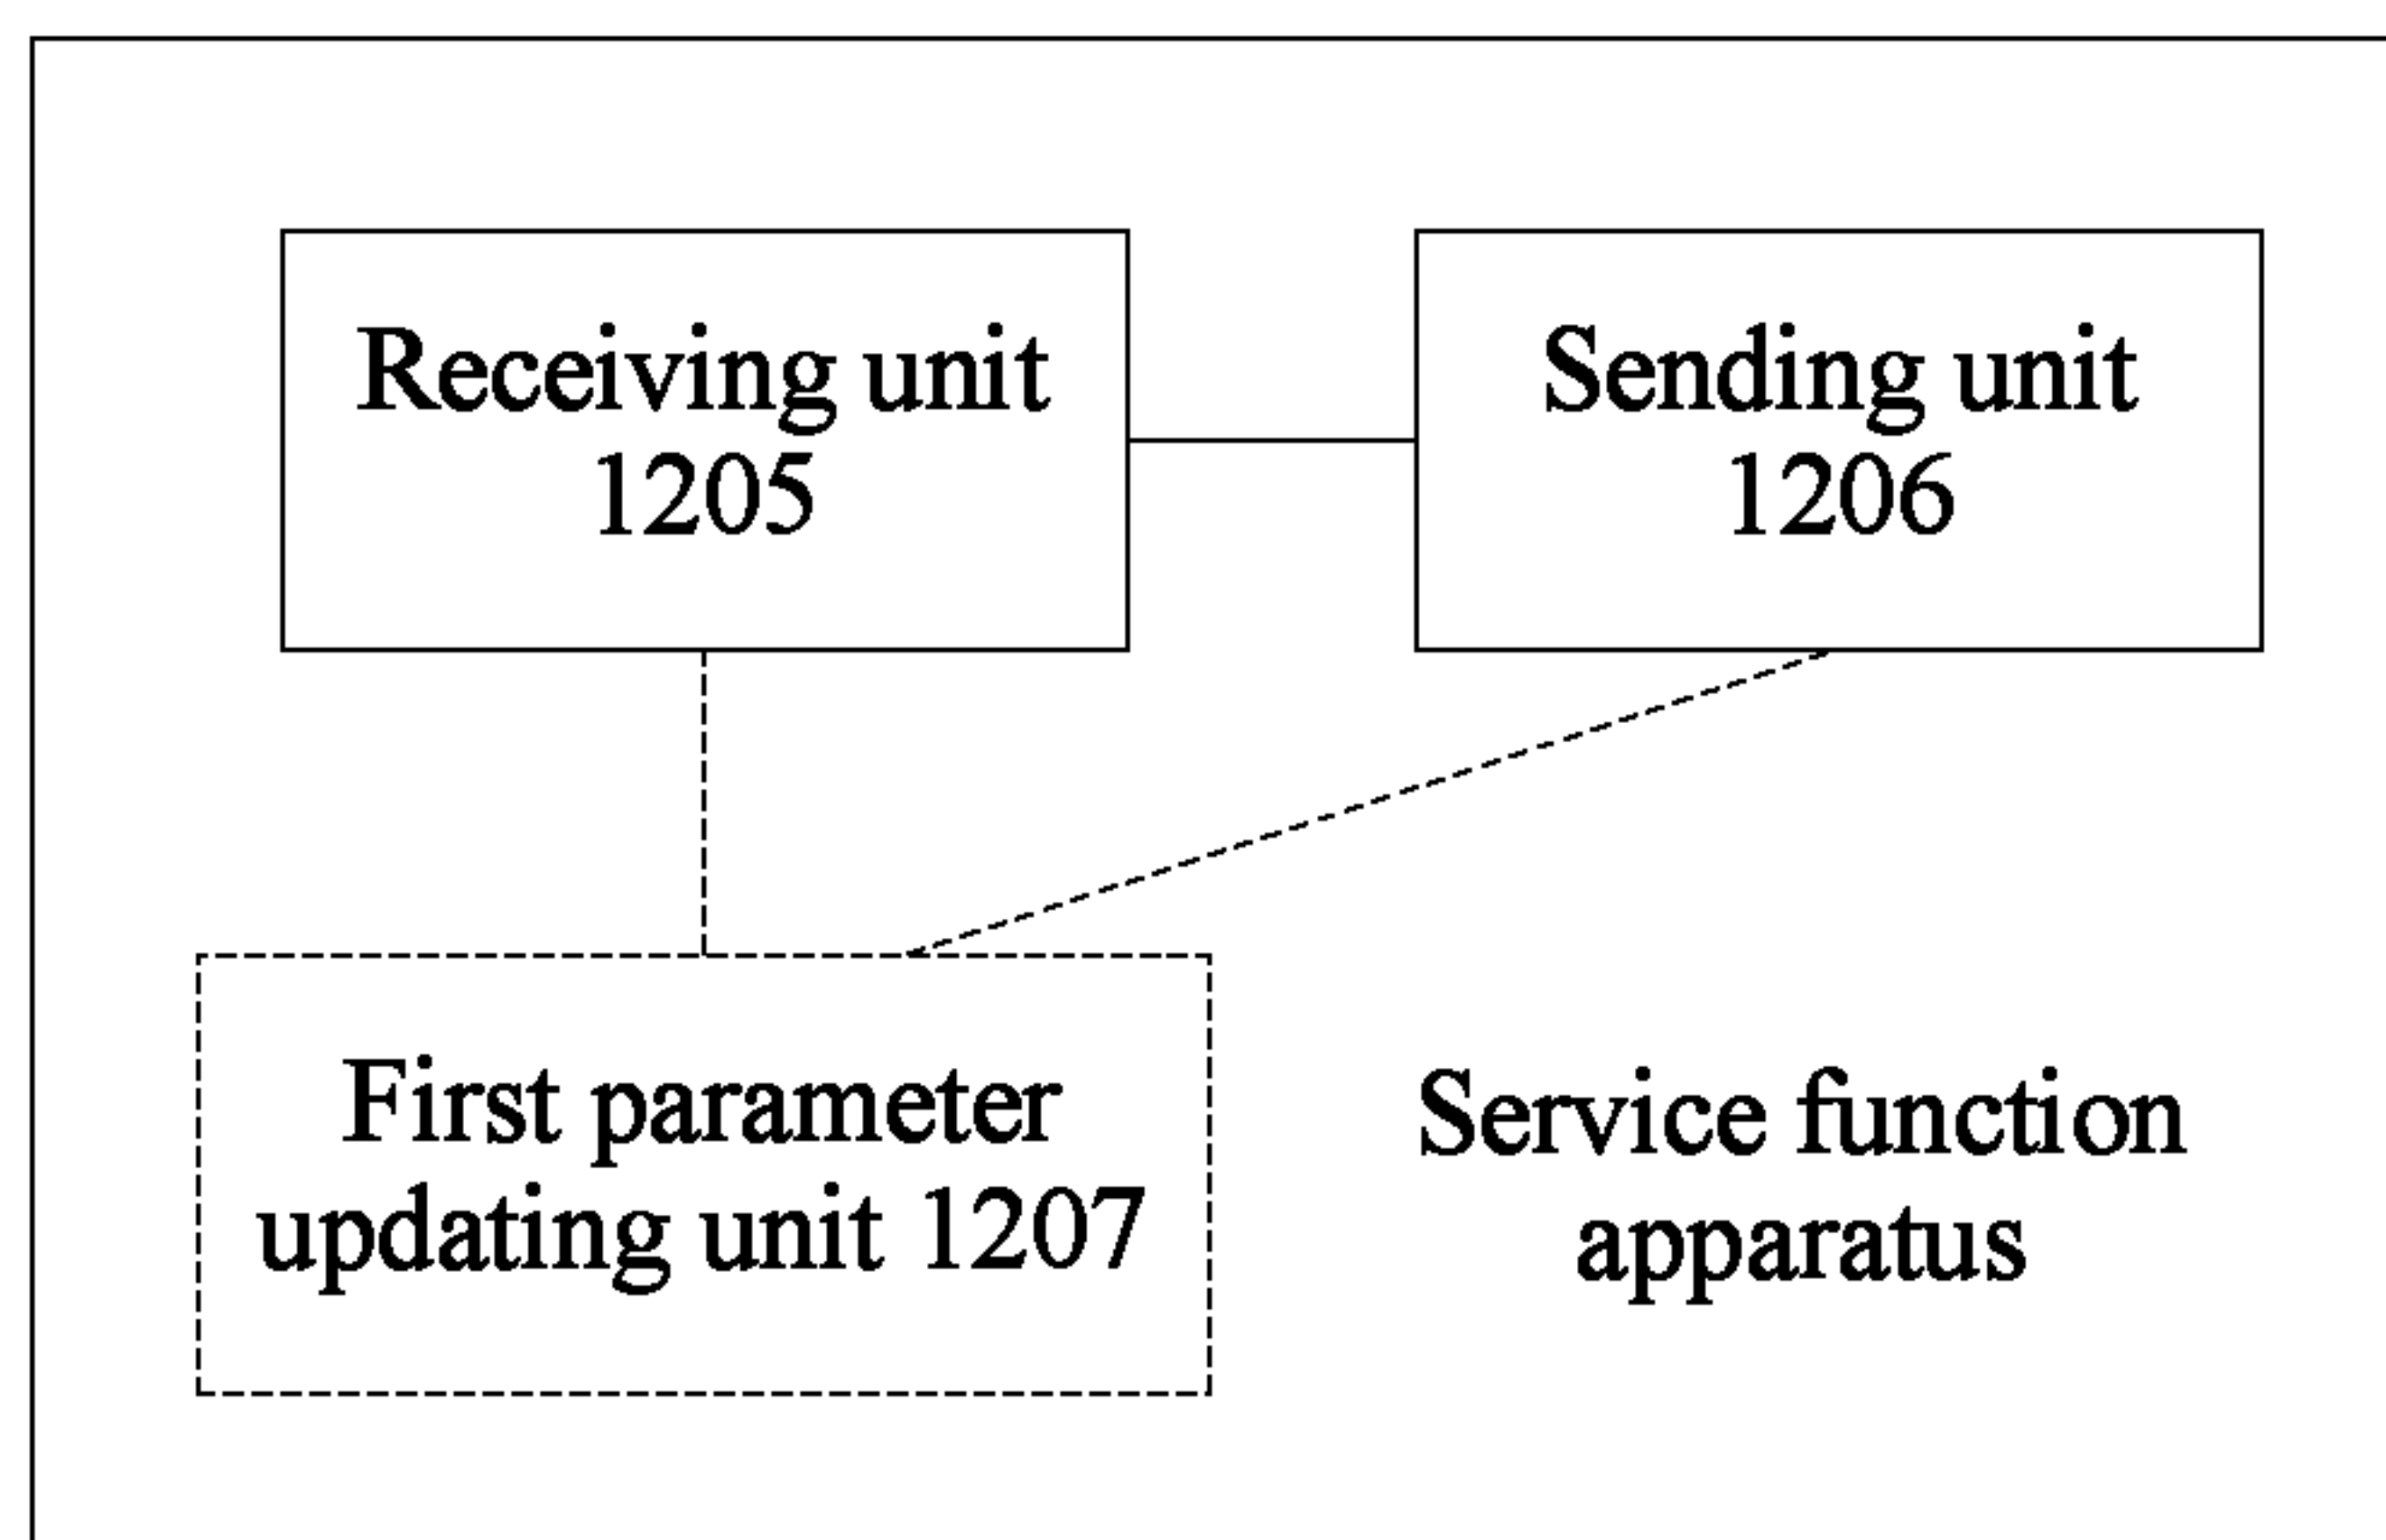 Receiving unit
1205
Sending unit
1206
First parameter
updating unit 1207
Service function
apparatus